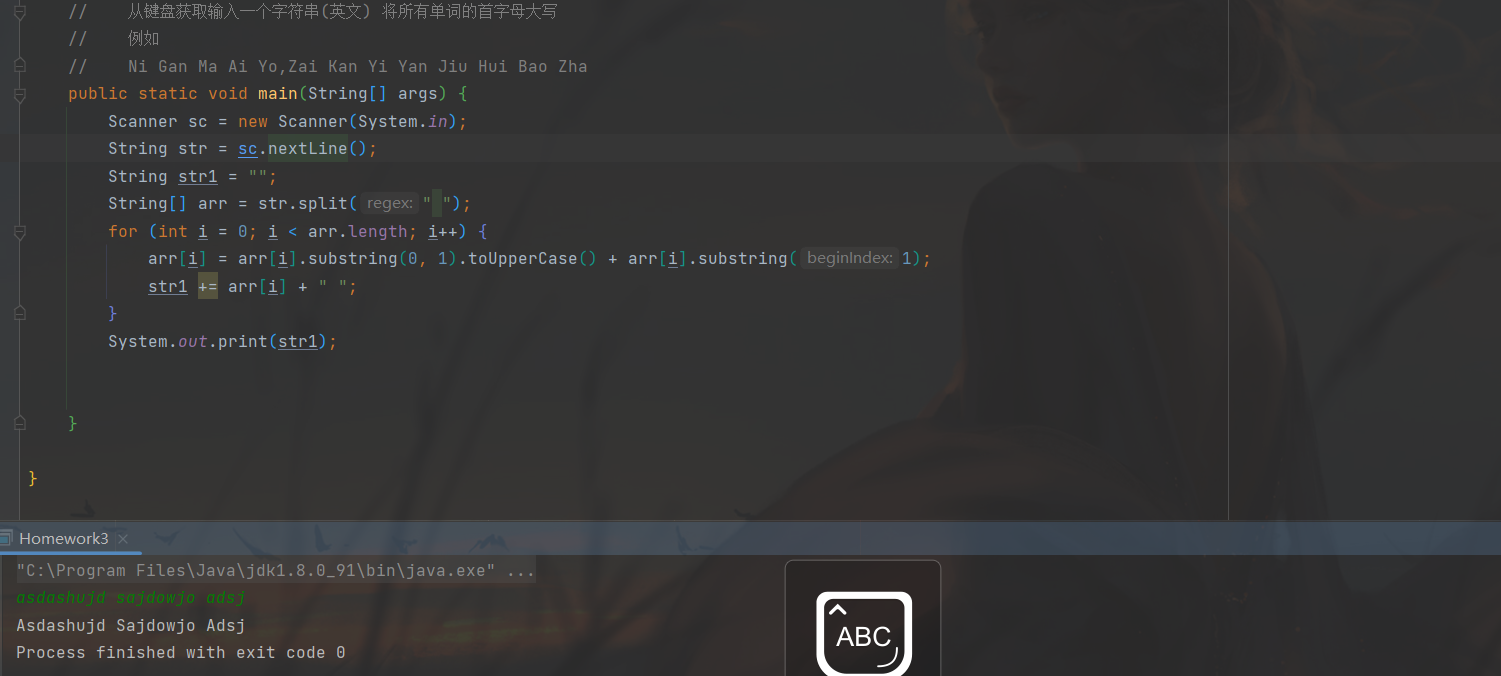 //    从键盘获取输入一个字符串(英文) 将所有单词的首字母大写
//    例如
//    Ni Gan Ma Ai Yo,Zai Kan Yi Yan Jiu Hui Bao Zha
public static void main(String[] args) {
Scanner sc = new Scanner(System.in);
String str = sc.nextLine();
String str1 = "";
String[] arr = str.split( regex: " ");
for (int i = 0; i < arr.length; i++) {
arr[i] = arr[i].substring(0, 1).toUpperCase() + arr[i].substring( beginIndex: 1);
str1 += arr[i] + " ";
}
System.out.print(str1);
}
}
Homework3
"C:\Program Files\Java\jdk1.8.0_91\bin\java.exe" ...
asdashujd sajdowjo adsj
Asdashujd Sajdowjo Adsj
Process finished with exit code 0
ABC